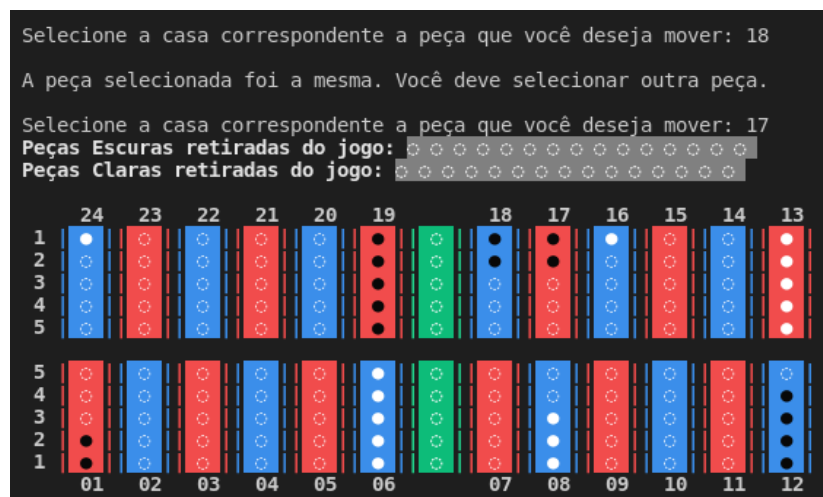 Selecione a casa correspondente a peça que você deseja mover: 18
A peça selecionada foi a mesma. Você deve selecionar outra peça.
Selecione a casa correspondente a peça que você deseja mover: 17
Peças Escuras retiradas do jogo:
Peças Claras retiradas do jogo:
24 23 22 21 20 19 18 17 16 15 14 13
1
2
3
4
5
5
4
3
2
1
01 02 03 04 05 06 07 08 09 10 11 12